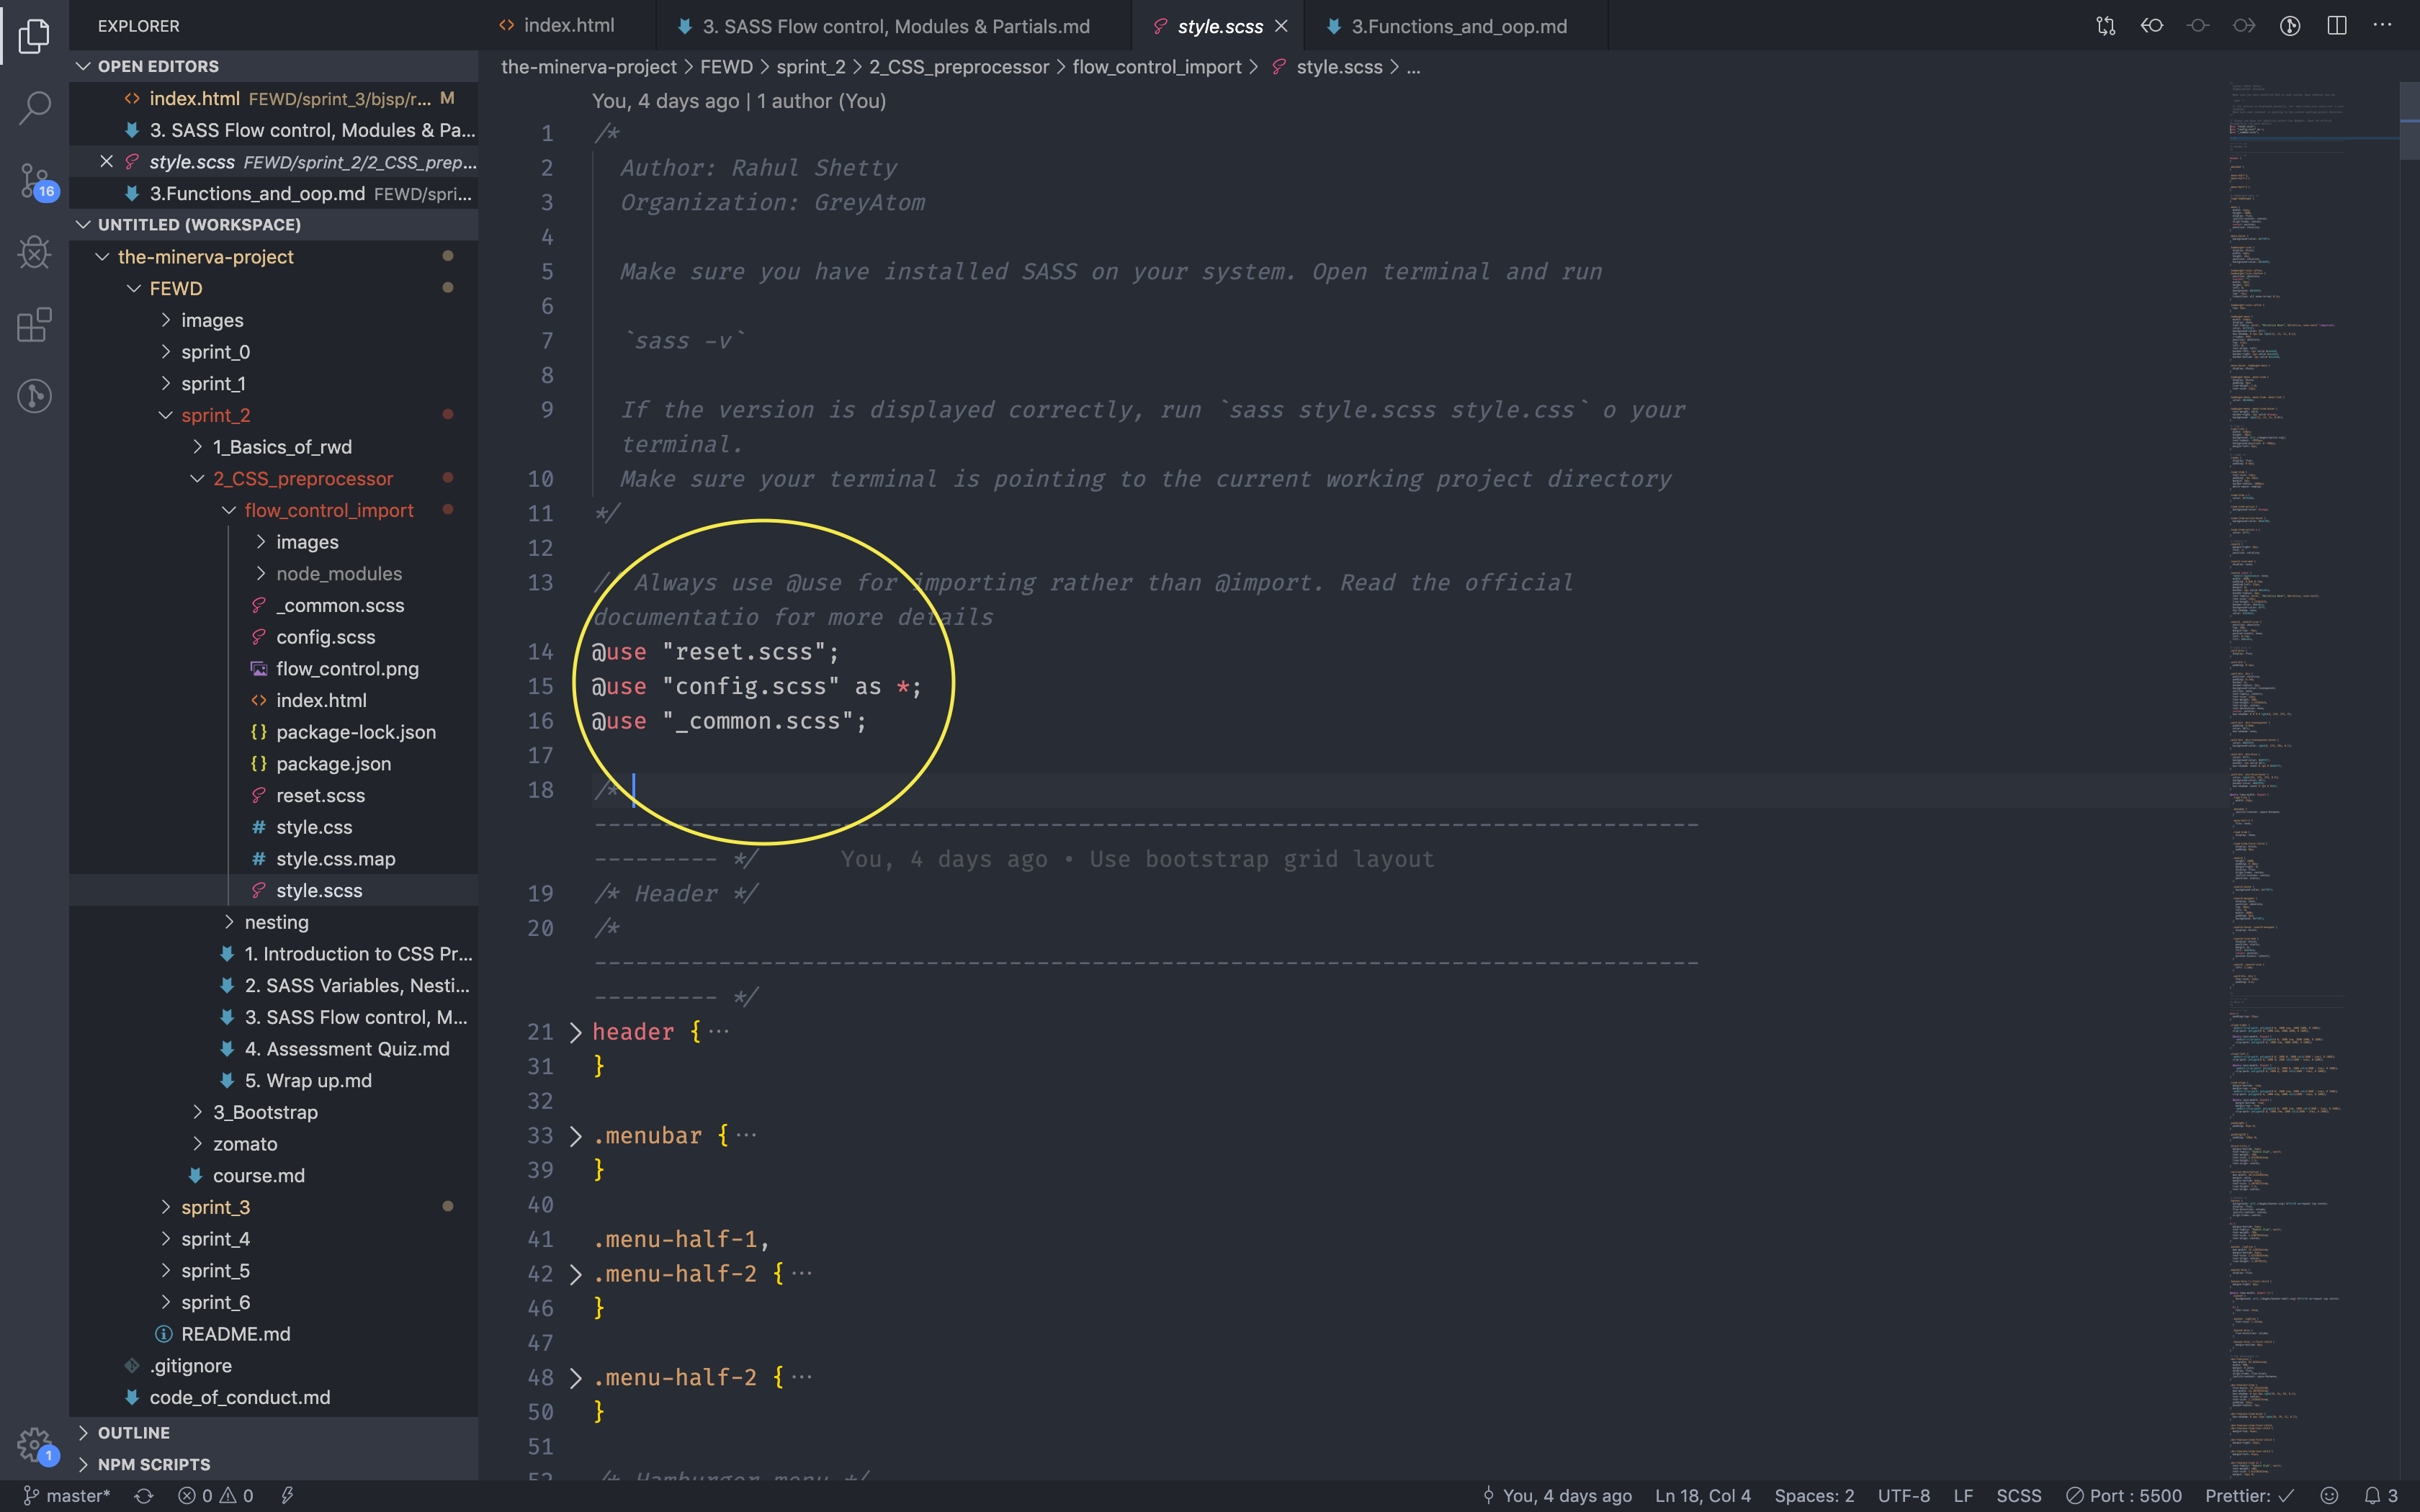 EXPLORER
OPEN EDITORS
index.html FEWD/sprint_3/bjsp/r... M
3. SASS Flow control, Modules & Pa...
style.scss FEWD/sprint_2/2_CSS_prep...
3.Functions_and_oop.md FEWD/spri...
UNTITLED (WORKSPACE)
the-minerva-project
FEWD
images
sprint_0
sprint_1
sprint_2
1_Basics_of_rwd
2_CSS_preprocessor
flow_control_import
images
node_modules
_common.scss
config.scss
flow_control.png
index.html
package-lock.json
package.json
reset.scss
style.css
style.css.map
style.scss
nesting
1. Introduction to CSS Pr...
2. SASS Variables, Nesti...
3. SASS Flow control, M...
4. Assessment Quiz.md
5. Wrap up.md
3_Bootstrap
zomato
course.md
sprint_3
sprint_4
sprint_5
sprint_6
README.md
.gitignore
code_of_conduct.md
OUTLINE
NPM SCRIPTS
16
1
index.html
3. SASS Flow control, Modules & Partials.md
style.scss
3.Functions_and_oop.md
the-minerva-project > FEWD > sprint_2 > 2_CSS_preprocessor > flow_control_import > style.scss > ...
You, 4 days ago | 1 author (You)
1 /*
2 Author: Rahul Shetty
3 Organization: GreyAtom
4
5 Make sure you have installed SASS on your system. Open terminal and run
6
7 `sass -v`
8
9 If the version is displayed correctly, run `sass style.scss style.css` o your
terminal.
10 Make sure your terminal is pointing to the current working project directory
11 */
12
13 // Always use @use for importing rather than @import. Read the official
documentatio for more details
14 @use "reset.scss";
15 @use "config.scss" as *;
16 @use "_common.scss";
17
18 /*
--------------------------------------------------------------------------------
--------- */ You, 4 days ago • Use bootstrap grid layout
19 /* Header */
20 /*
--------------------------------------------------------------------------------
--------- */
21 header { ...
31 }
32
33 .menubar { ...
39 }
40
41 .menu-half-1,
42 .menu-half-2 { ...
46 }
47
48 .menu-half-2 { ...
50 }
51
52 /* Hamburger menu */
master* 0 0 You, 4 days ago Ln 18, Col 4 Spaces: 2 UTF-8 LF SCSS Port : 5500 Prettier: ✓ 3